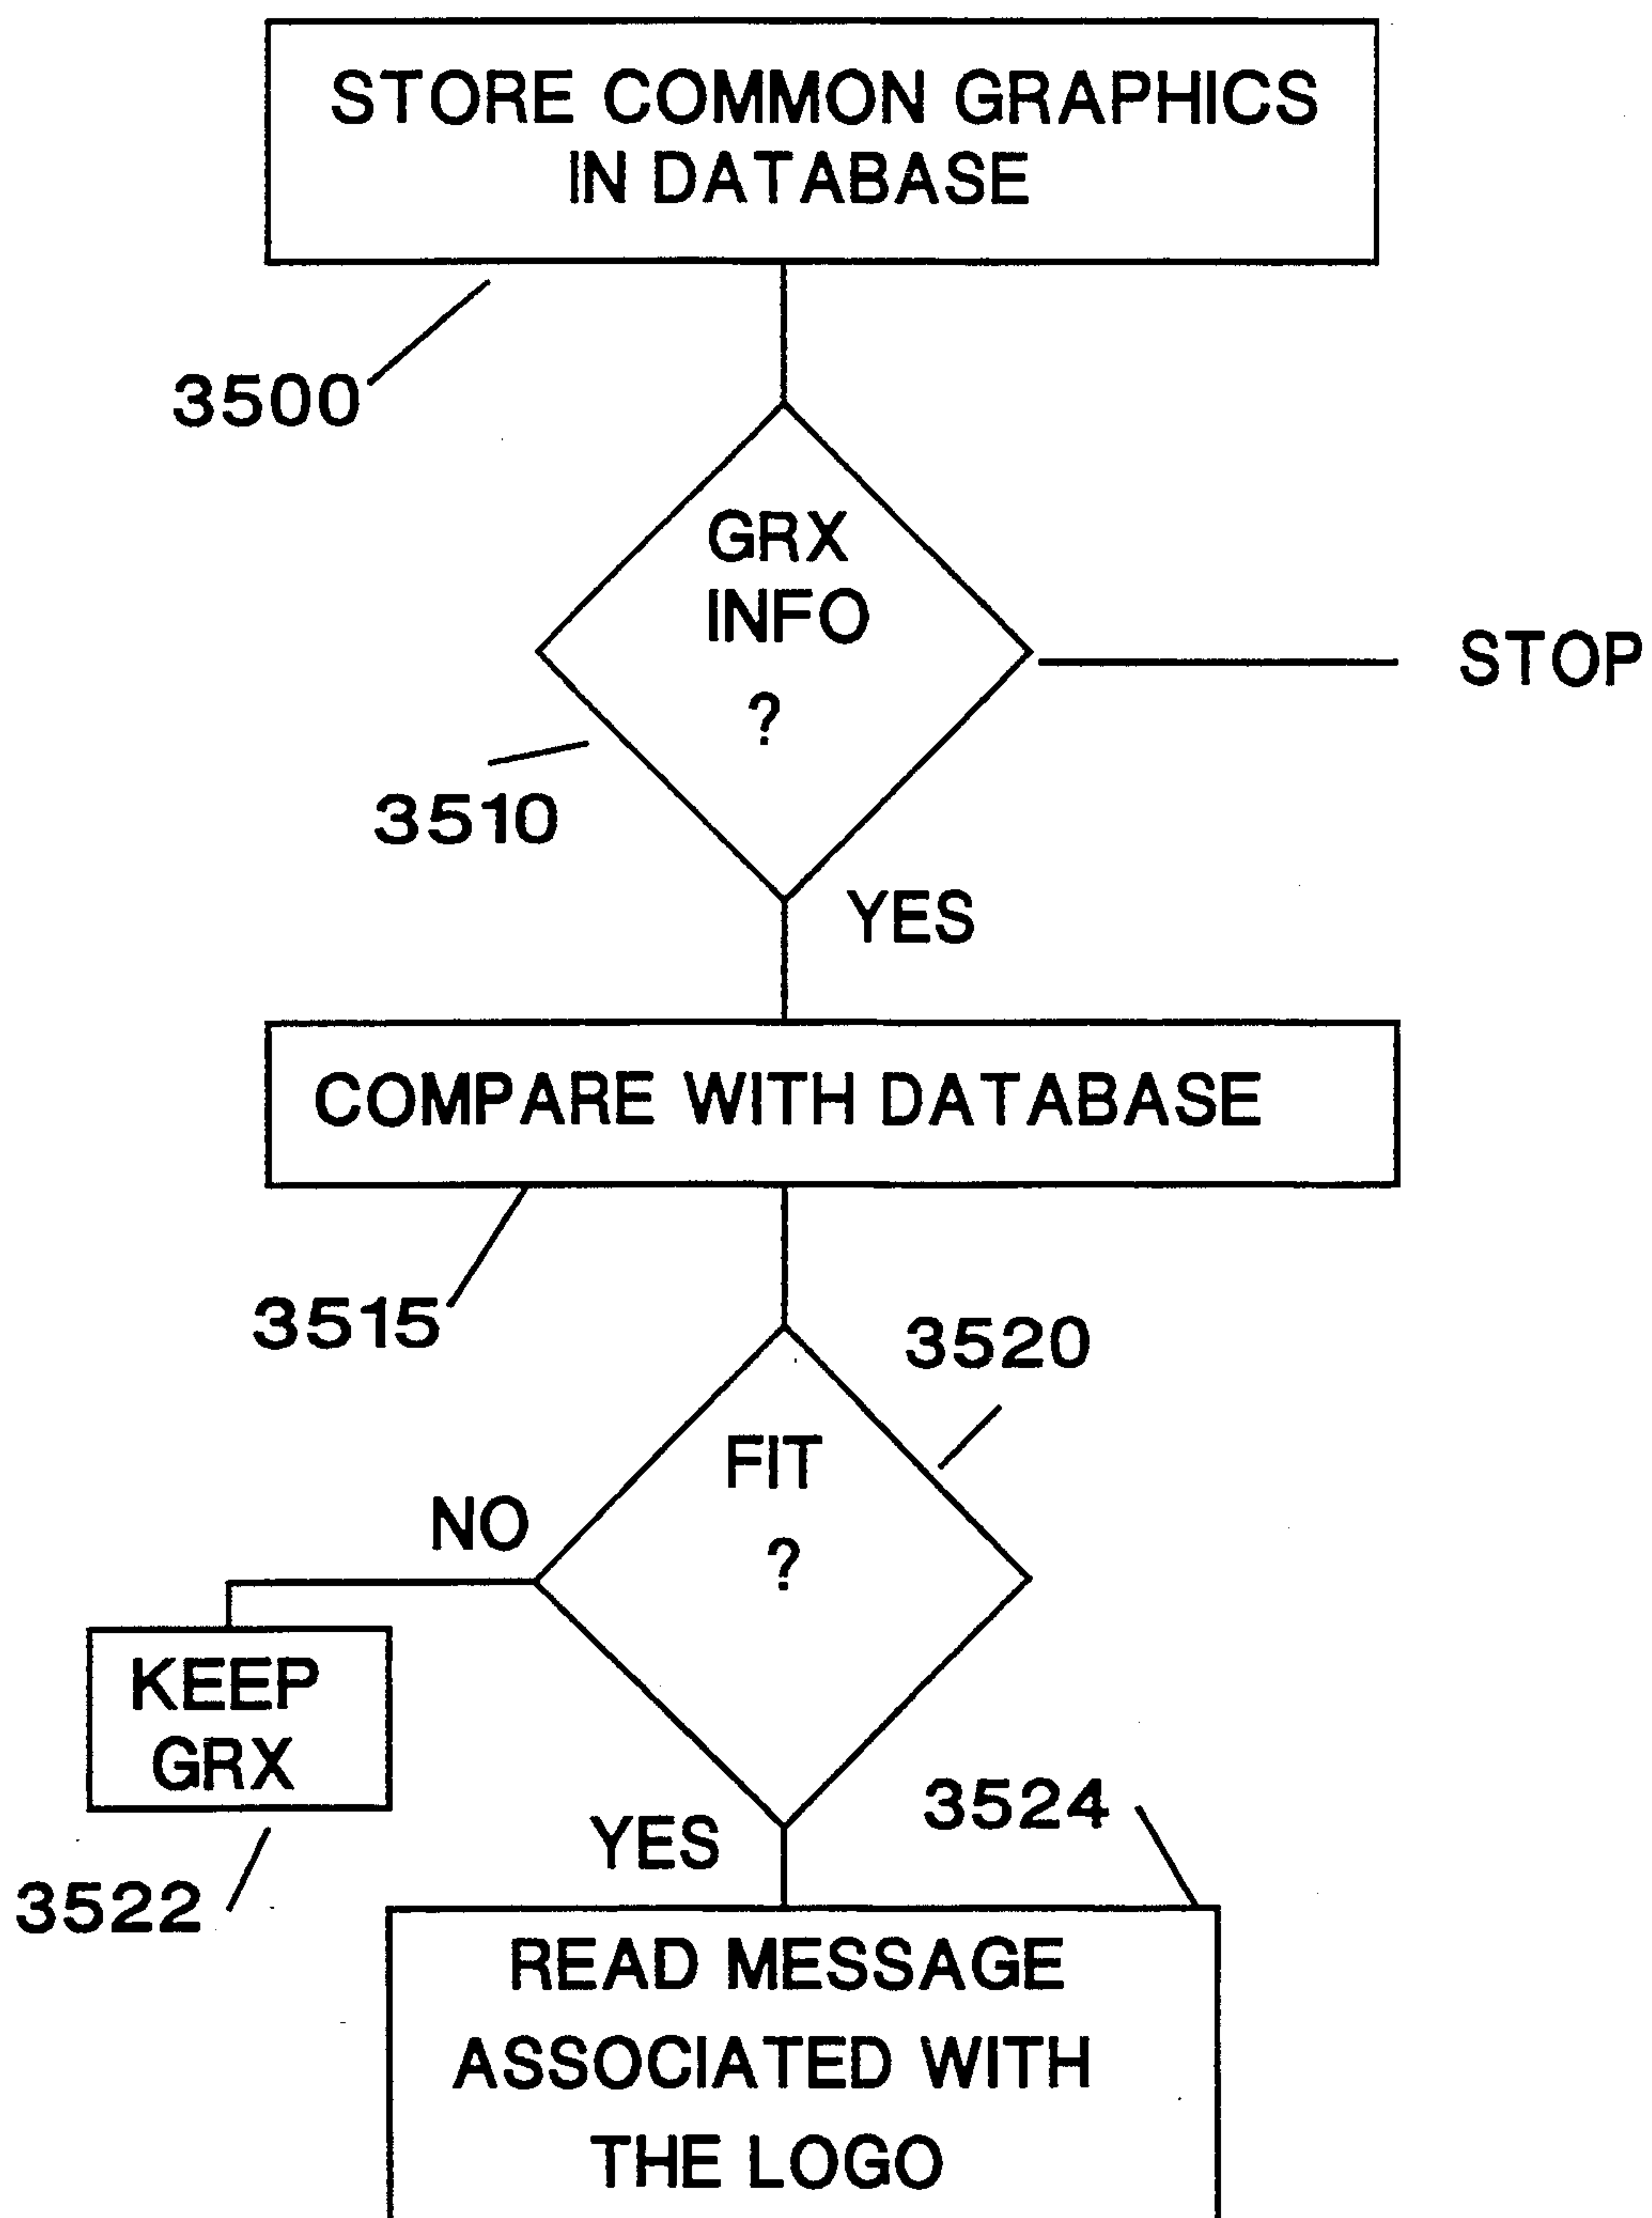 STORE COMMON GRAPHICS
IN DATABASE
3500
GRX
INFO
?
STOP
3510
YES
COMPARE WITH DATABASE
3515
3520
FIT
?
NO
KEEP
GRX
YES
3524
3522
READ MESSAGE
ASSOCIATED WITH
THE LOGO